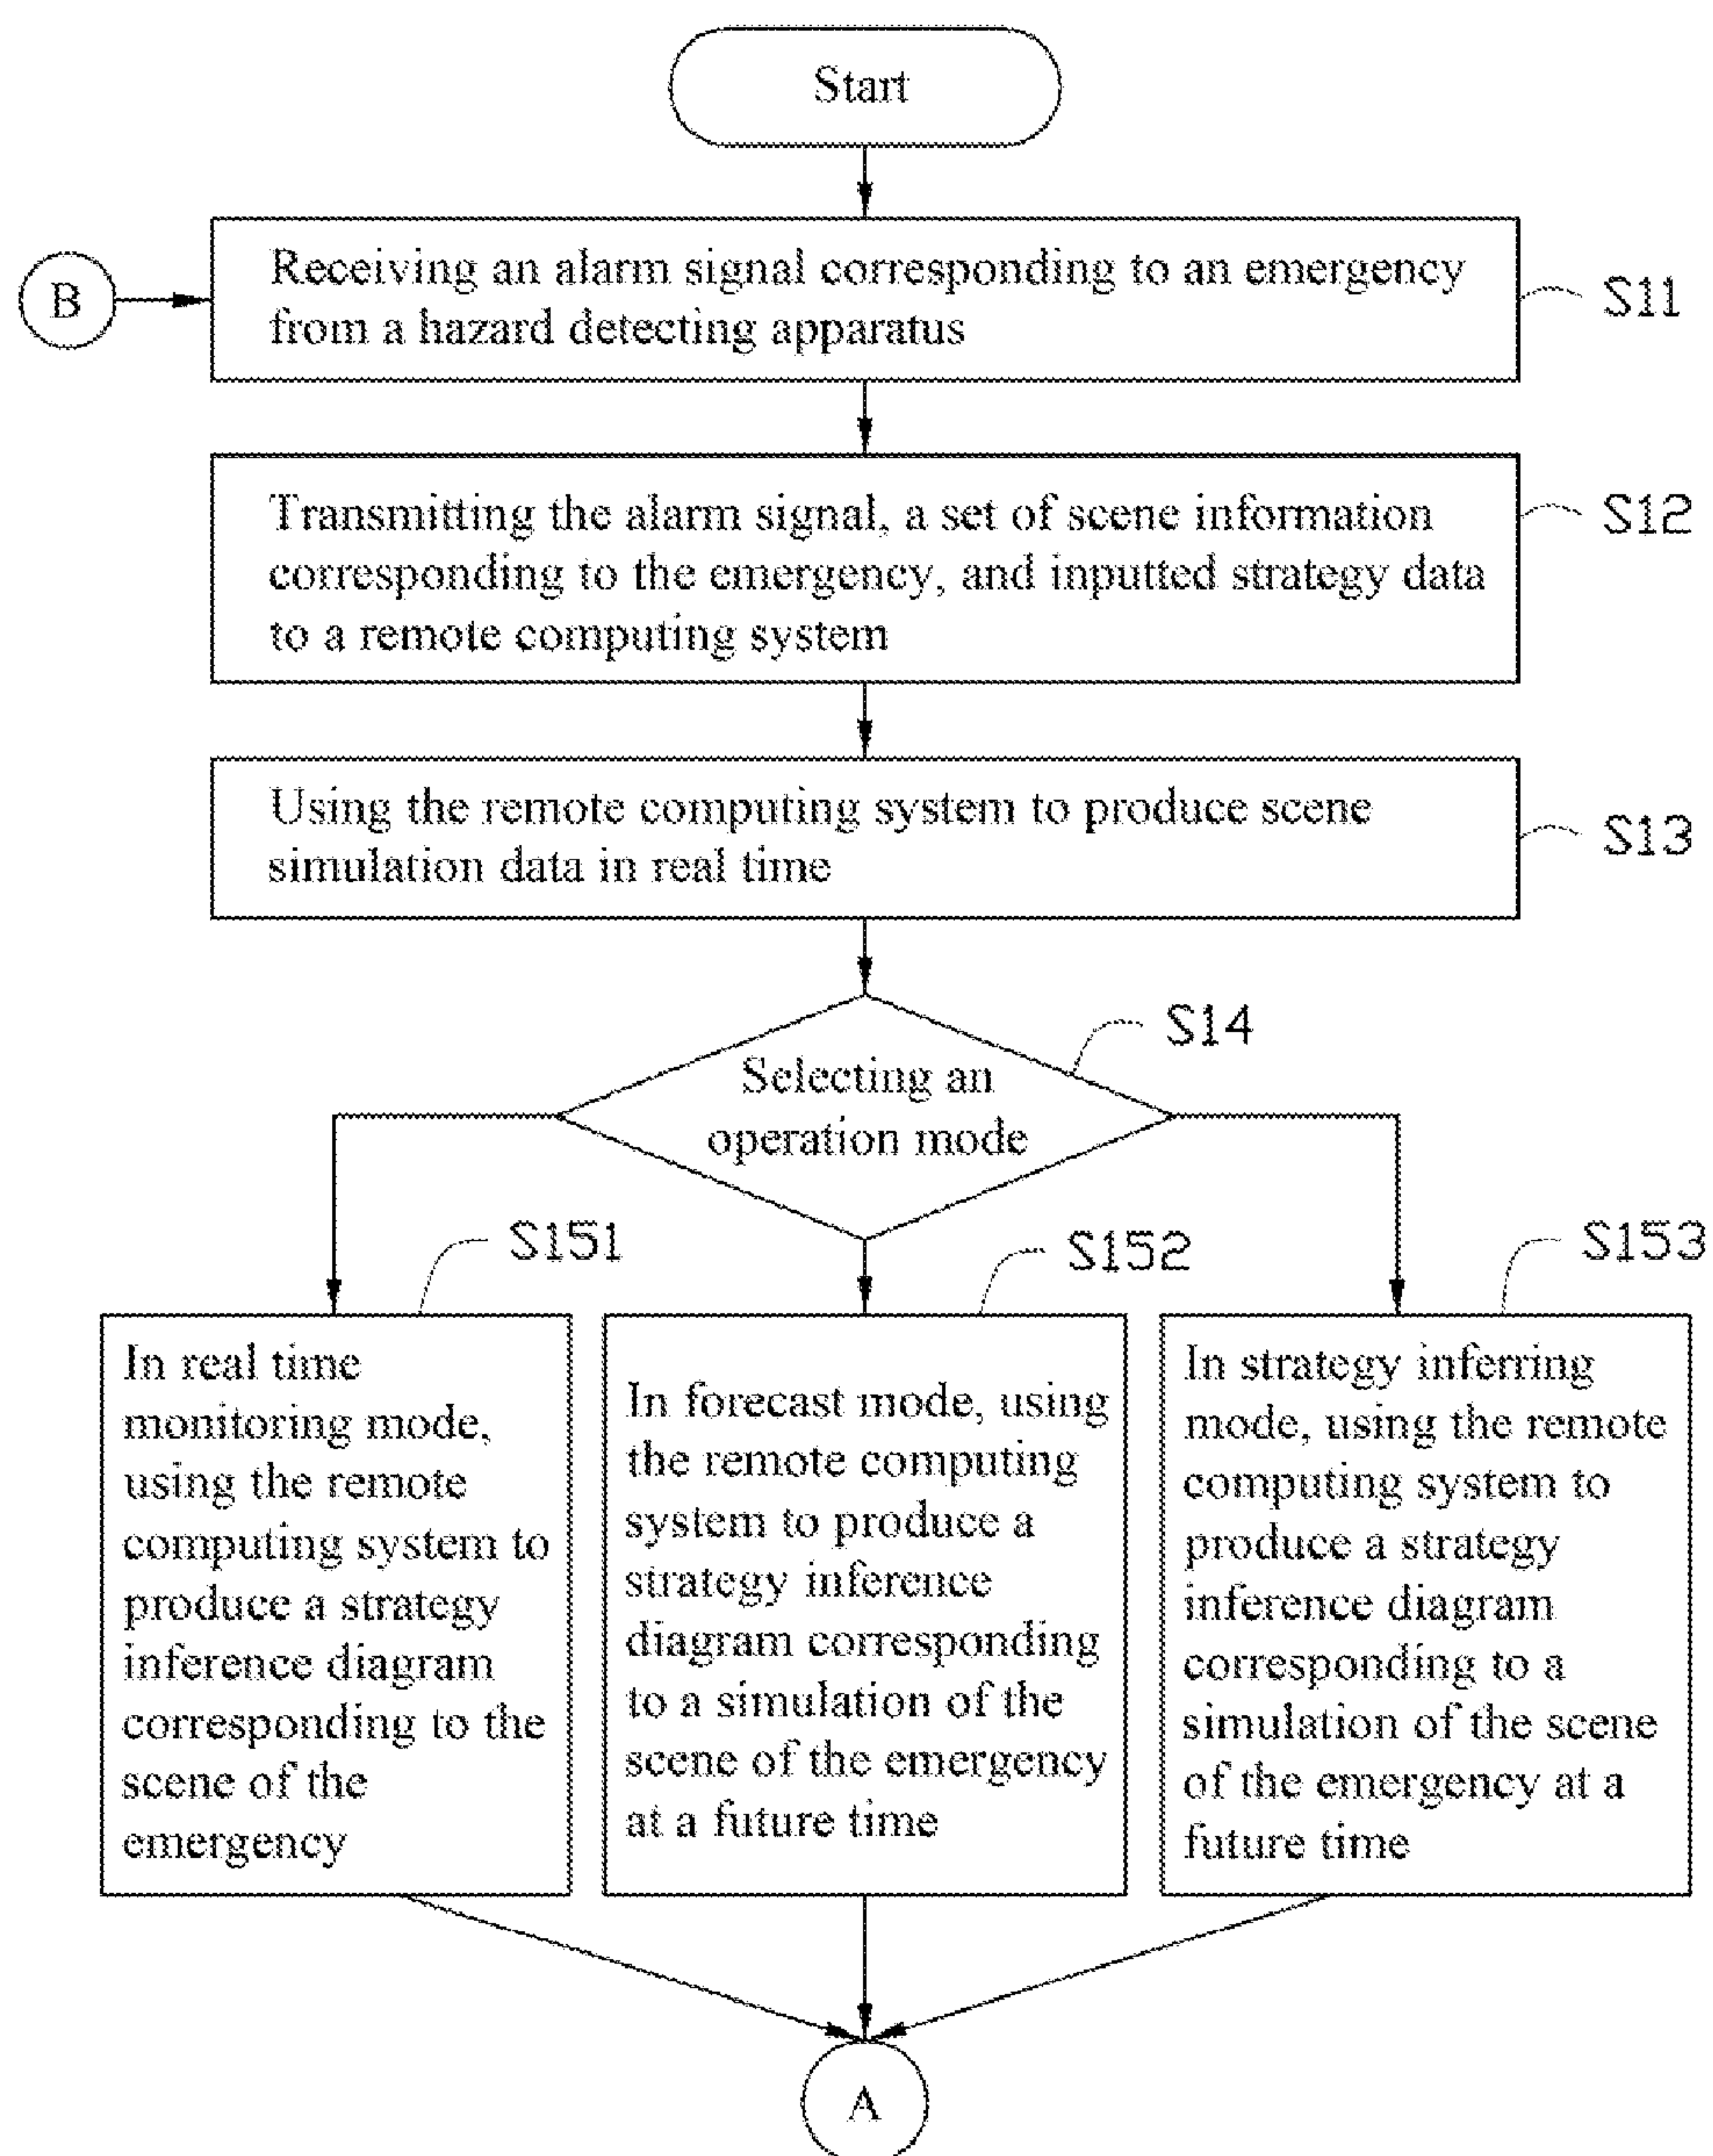 Start
B
Receiving an alarm signal corresponding to an emergency
from a hazard detecting apparatus
S11
Transmitting the alarm signal, a set of scene information
corresponding to the emergency, and inputted strategy data
to a remote computing system
S12
Using the remote computing system to produce scene
simulation data in real time
S13
Selecting an
operation mode
S14
S151
In real time
monitoring mode,
using the remote
computing system to
produce a strategy
inference diagram
corresponding to the
scene of the
emergency
S152
In forecast mode, using
the remote computing
system to produce a
strategy inference
diagram corresponding
to a simulation of the
scene of the emergency
at a future time
S153
In strategy inferring
mode, using the remote
computing system to
produce a strategy
inference diagram
corresponding to a
simulation of the scene
of the emergency at a
future time
A